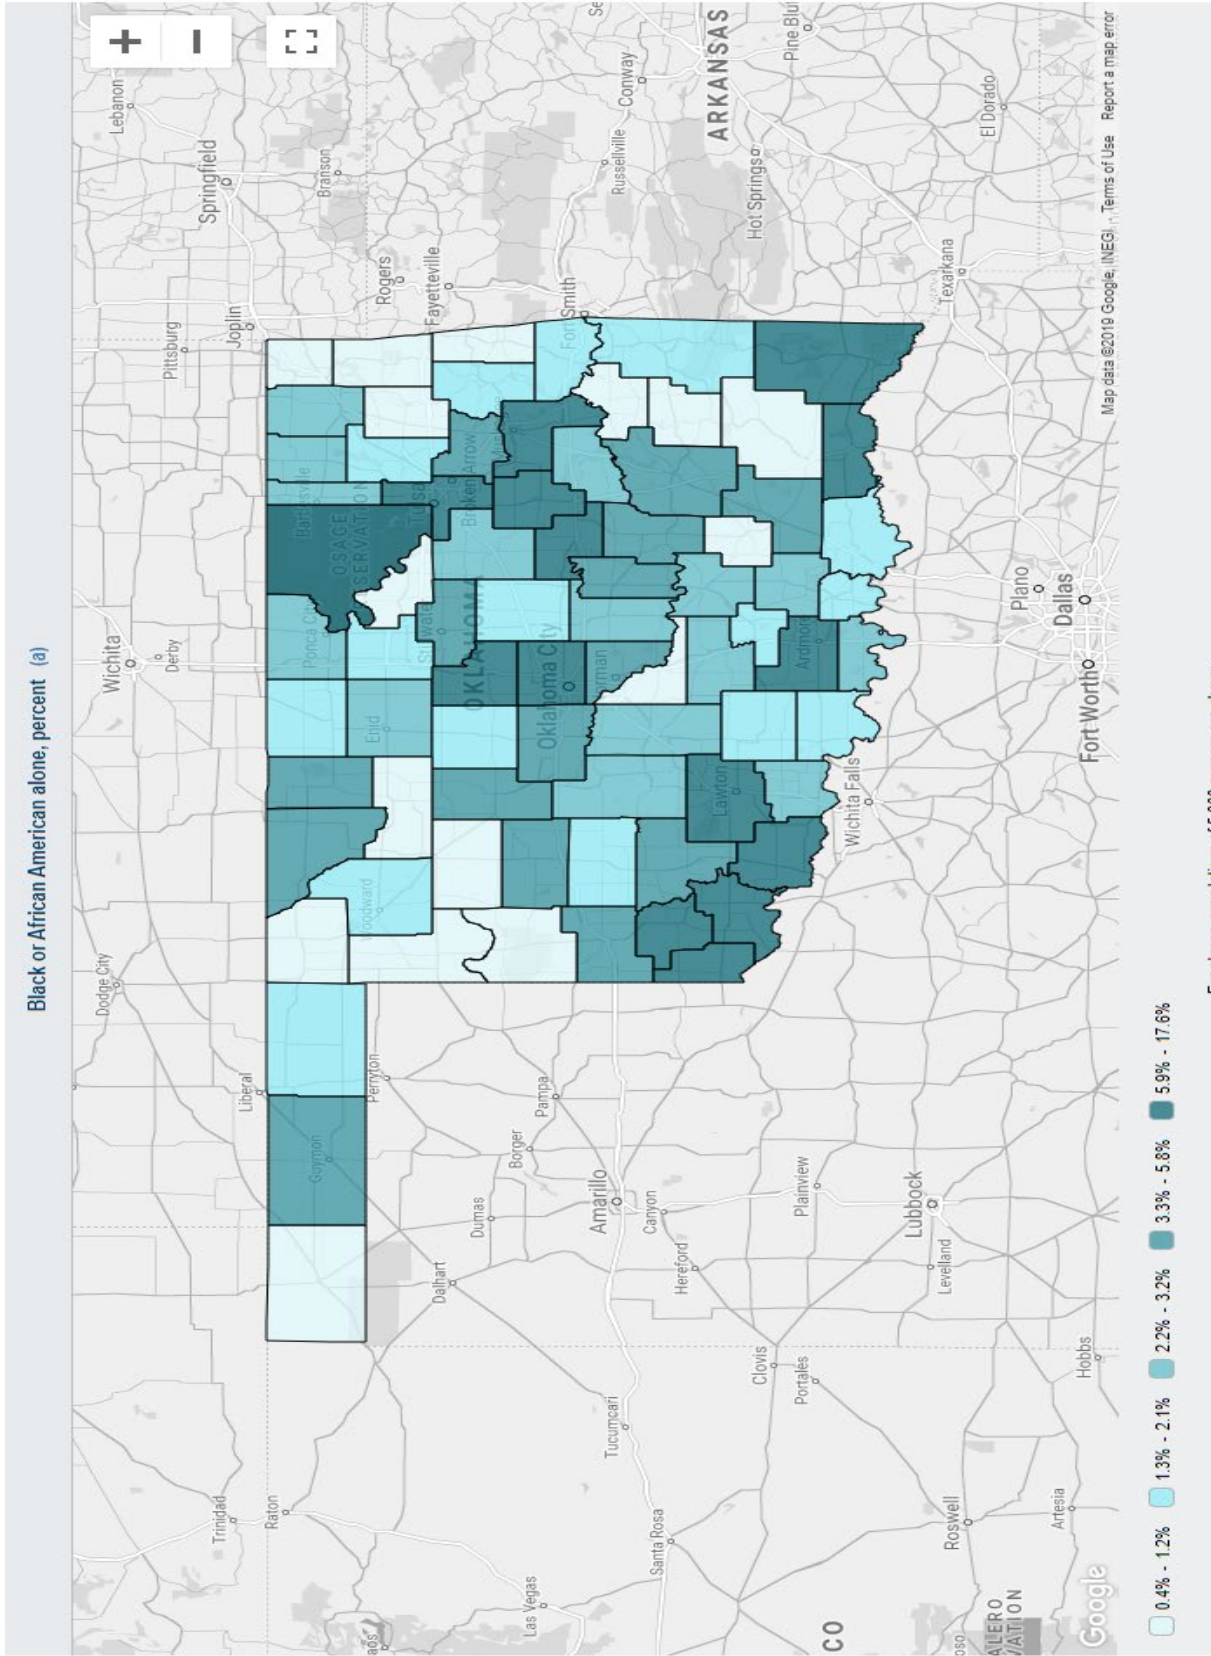 Black or African American alone, percent (a)
Wichita
Derby
Pittsburg
Joplin
Springfield
Lebanon
Branson
Dodge City
Liberal
Trinidad
Raton
Guymon
Perryton
Woodward
Enid
Ponca City
OSAGE
Bartlesville
Rogers
Fayetteville
Dalhart
Dumas
Borger
Pampa
OKLAHOMA
Tulsa
Broken Arrow
Las Vegas
Oklahoma City
Fort Smith
Russellville
Conway
ARKANSAS
Pine Blu
Hot Springs
Tucumcari
Amarillo
Canyon
Santa Rosa
Hereford
Clovis
Portales
Plainview
Lawton
Ardmore
Wichita Falls
CO
Roswell
Levelland
Lubbock
Texarkana
El Dorado
Artesia
Hobbs
Fort Worth
Dallas
Plano
ALERO
Google
Map data ©2019 Google, INEGI Terms of Use Report a map error
0.4% - 1.2% 1.3% - 2.1% 2.2% - 3.2% 3.3% - 5.8% 5.9% - 17.6%